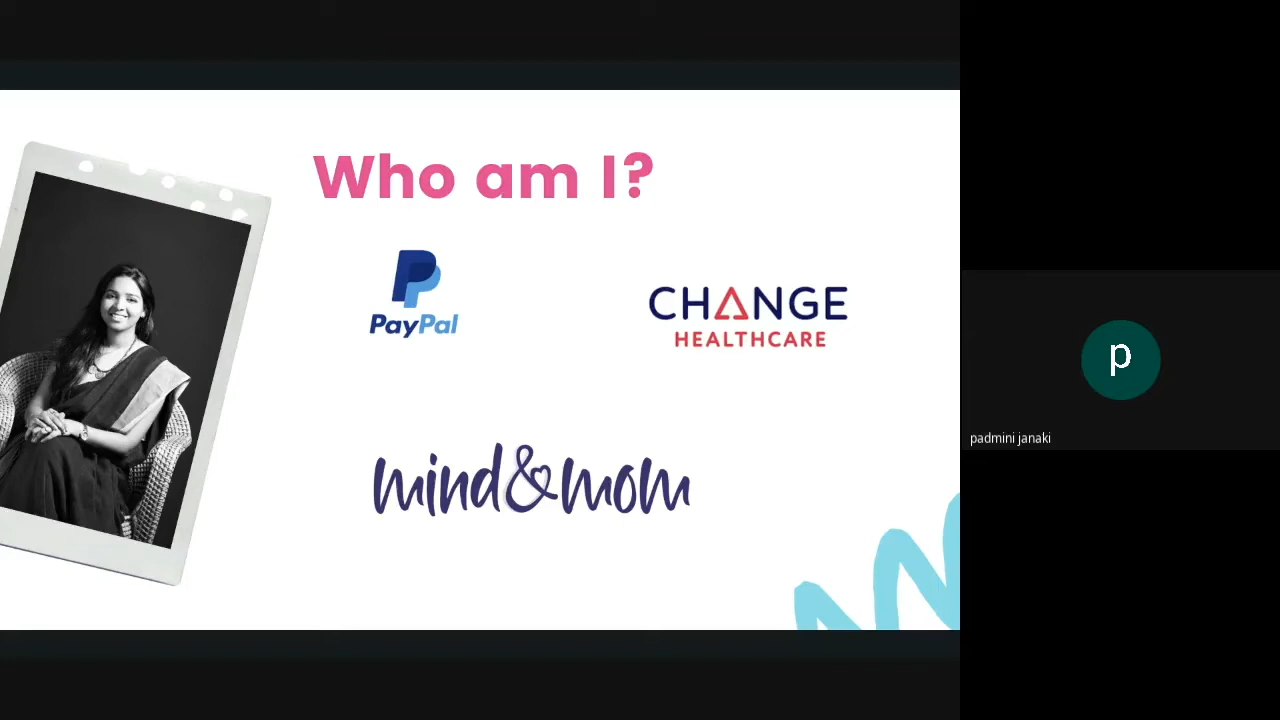 Who am I?
PayPal
CHANGE
HEALTHCARE
mind&mom
p
padmini janaki